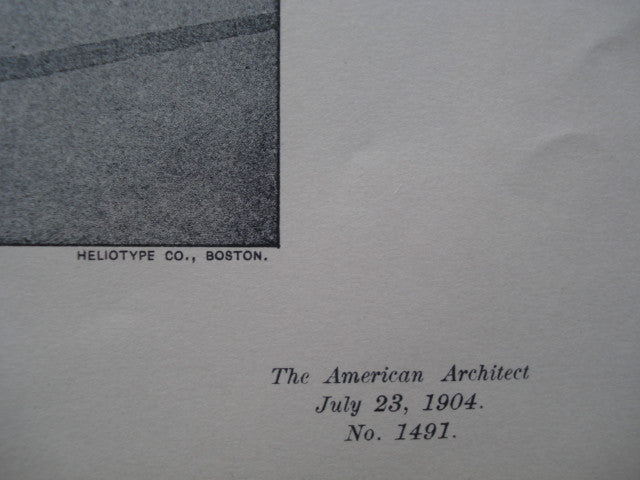 HELIOTYPE CO., BOSTON.
The American Architect
July 23, 1904.
No. 1491.